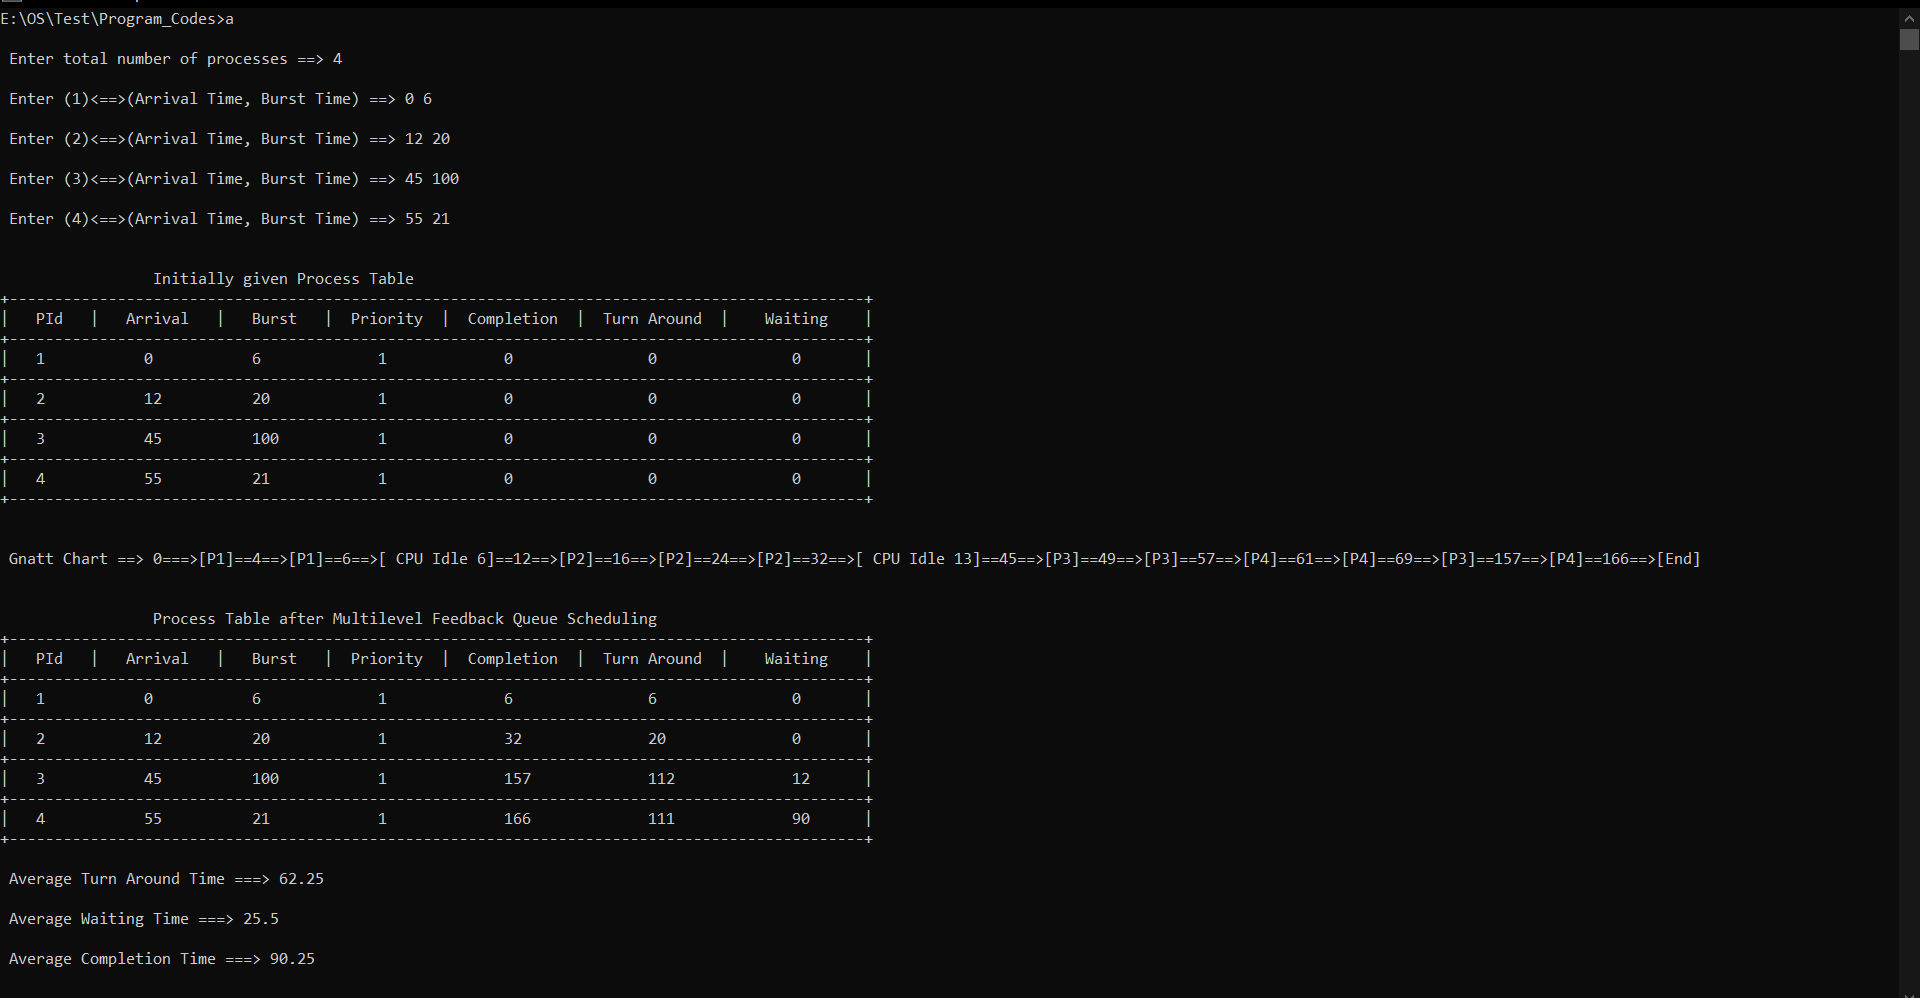 E:\OS\Test\Program_Codes>a
Enter total number of processes ==> 4
Enter (1)<==>(Arrival Time, Burst Time) ==> 0 6
Enter (2)<==>(Arrival Time, Burst Time) ==> 12 20
Enter (3)<==>(Arrival Time, Burst Time) ==> 45 100
Enter (4)<==>(Arrival Time, Burst Time) ==> 55 21
Initially given Process Table
+-----------------------------------------------------------------------------------------------+
|   PId   |   Arrival   |   Burst   |  Priority  |  Completion  |  Turn Around  |    Waiting    |
+-----------------------------------------------------------------------------------------------+
|   1           0           6             1             0               0               0       |
+-----------------------------------------------------------------------------------------------+
|   2           12          20            1             0               0               0       |
+-----------------------------------------------------------------------------------------------+
|   3           45          100           1             0               0               0       |
+-----------------------------------------------------------------------------------------------+
|   4           55          21            1             0               0               0       |
+-----------------------------------------------------------------------------------------------+
Gnatt Chart ==> 0===>[P1]==4==>[P1]==6==>[ CPU Idle 6]==12==>[P2]==16==>[P2]==24==>[P2]==32==>[ CPU Idle 13]==45==>[P3]==49==>[P3]==57==>[P4]==61==>[P4]==69==>[P3]==157==>[P4]==166==>[End]
Process Table after Multilevel Feedback Queue Scheduling
+-----------------------------------------------------------------------------------------------+
|   PId   |   Arrival   |   Burst   |  Priority  |  Completion  |  Turn Around  |    Waiting    |
+-----------------------------------------------------------------------------------------------+
|   1           0           6             1             6               6               0       |
+-----------------------------------------------------------------------------------------------+
|   2           12          20            1             32              20              0       |
+-----------------------------------------------------------------------------------------------+
|   3           45          100           1             157             112             12      |
+-----------------------------------------------------------------------------------------------+
|   4           55          21            1             166             111             90      |
+-----------------------------------------------------------------------------------------------+
Average Turn Around Time ===> 62.25
Average Waiting Time ===> 25.5
Average Completion Time ===> 90.25